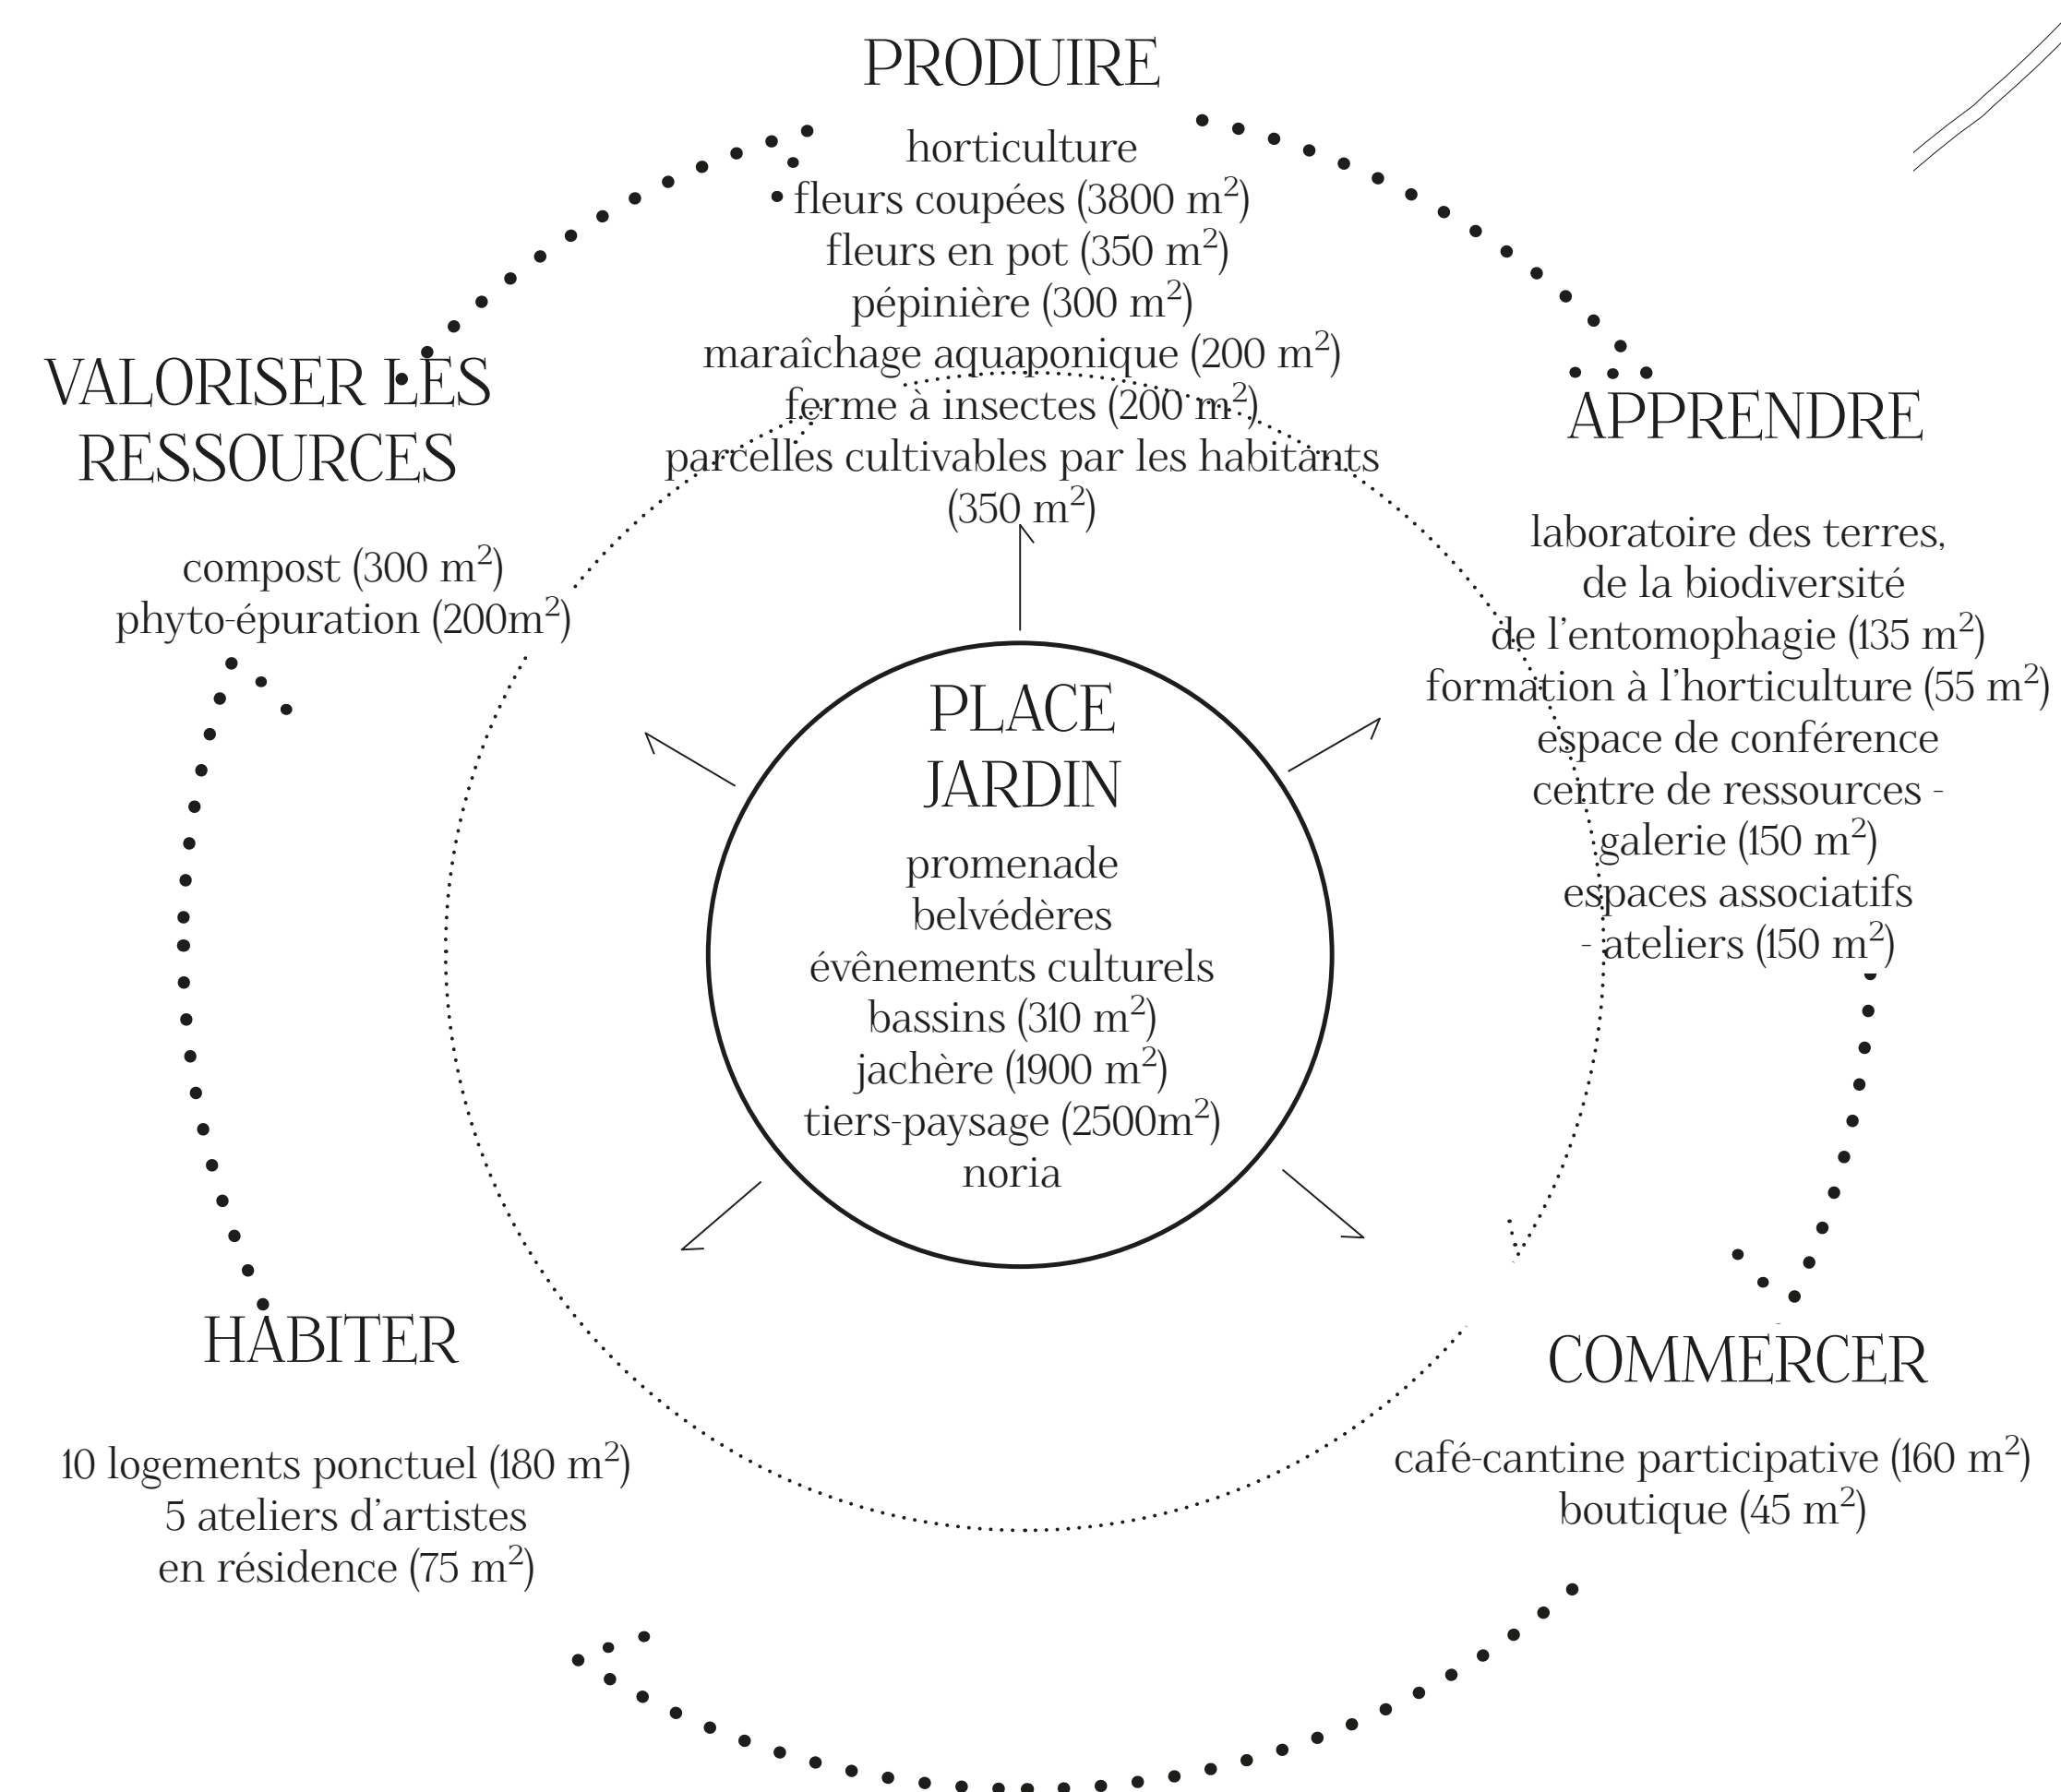 PRODUIRE
horticulture
fleurs coupées (3800 m²)
fleurs en pot (350 m²)
pépinière (300 m²)
maraîchage aquaponique (200 m²)
ferme à insectes (200 m²)
parcelles cultivables par les habitants
(350 m²)
VALORISER LES
RESSOURCES
compost (300 m²)
phyto-épuration (200m²)
APPRENDRE
laboratoire des terres,
de la biodiversité
de l’entomophagie (135 m²)
formation à l’horticulture (55 m²)
espace de conférence
centre de ressources -
galerie (150 m²)
espaces associatifs
- ateliers (150 m²)
PLACE
JARDIN
promenade
belvédères
évênements culturels
bassins (310 m²)
jachère (1900 m²)
tiers-paysage (2500m²)
noria
HABITER
10 logements ponctuel (180 m²)
5 ateliers d’artistes
en résidence (75 m²)
COMMERCER
café-cantine participative (160 m²)
boutique (45 m²)